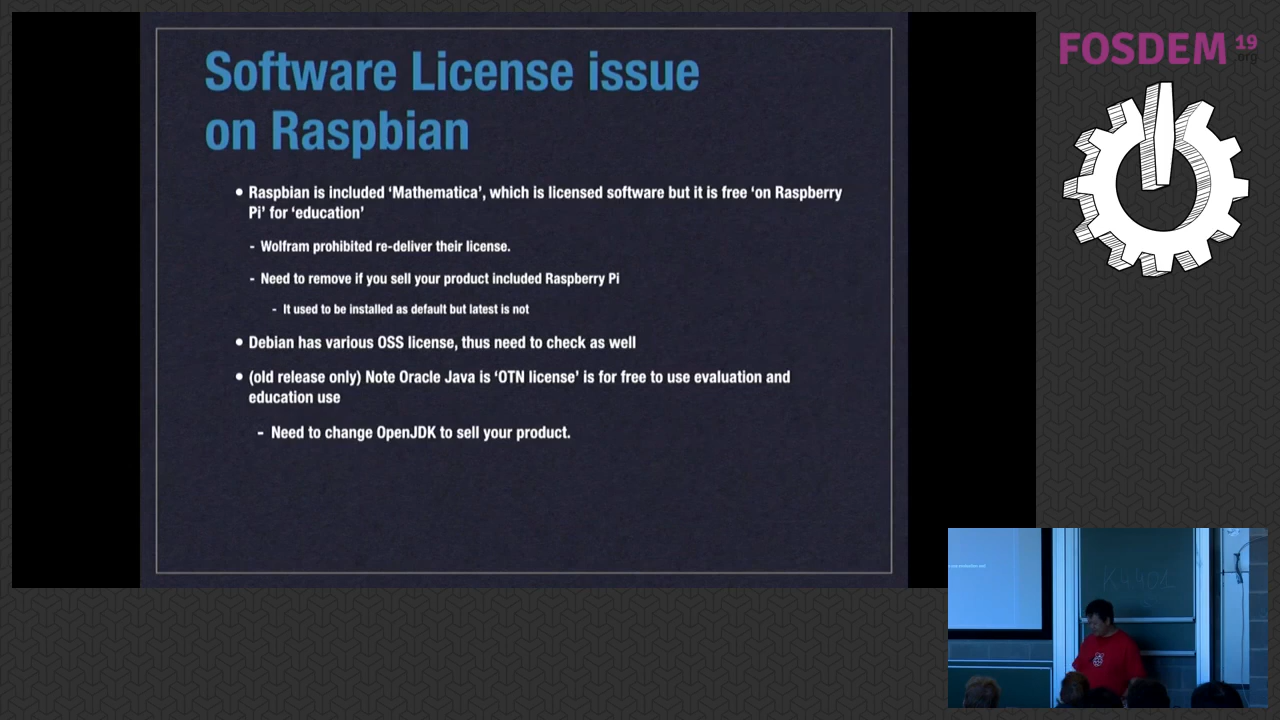 Software License issue
on Raspbian
• Raspbian is included ‘Mathematica’, which is licensed software but it is free ‘on Raspberry
Pi’ for ‘education’
- Wolfram prohibited re-deliver their license.
- Need to remove if you sell your product included Raspberry Pi
- It used to be installed as default but latest is not
• Debian has various OSS license, thus need to check as well
• (old release only) Note Oracle Java is ‘OTN license’ is for free to use evaluation and
education use
- Need to change OpenJDK to sell your product.
FOSDEM 19
.org
K4.401